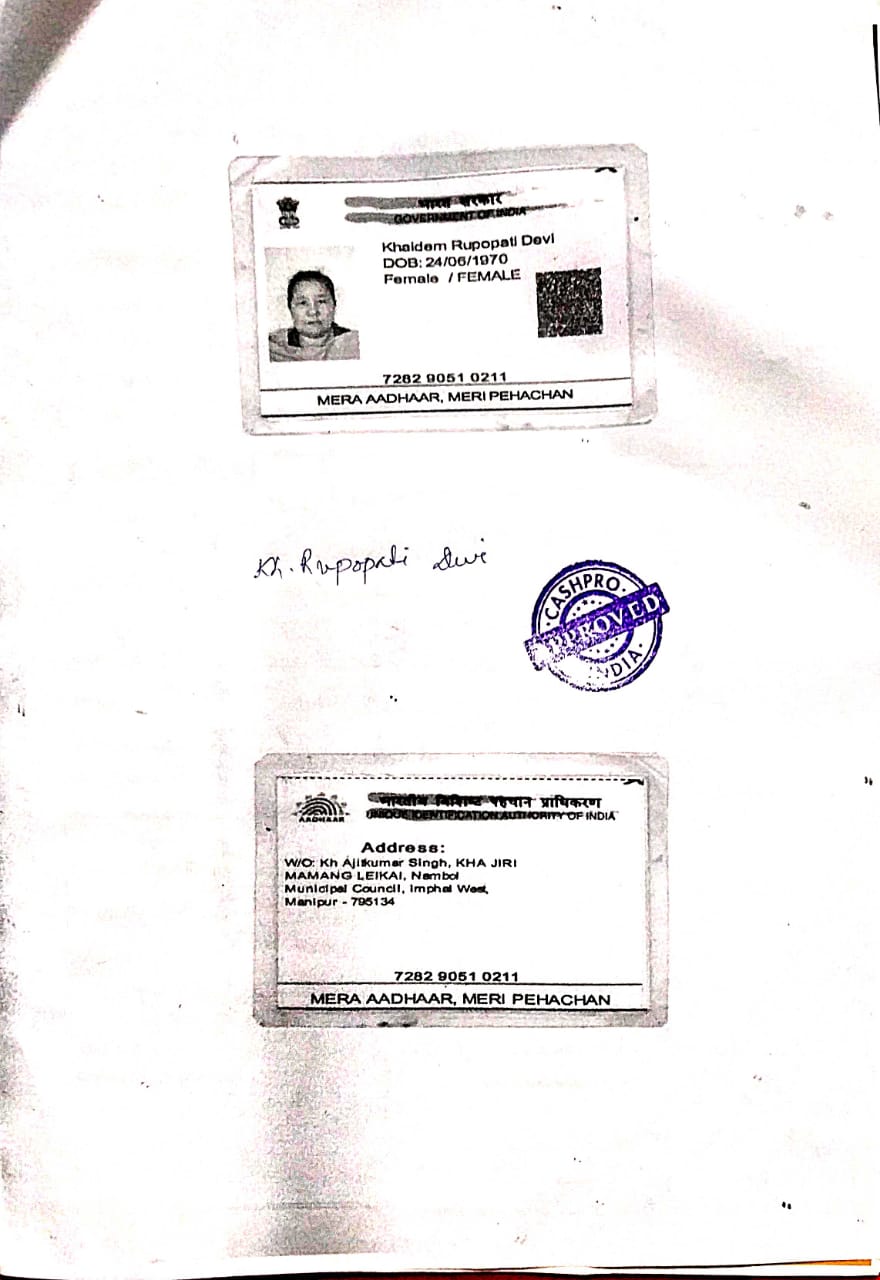 भारत सरकार
GOVERNMENT OF INDIA
Khaidem Rupopati Devi
DOB: 24/06/1970
Female / FEMALE
7282 9051 0211
MERA AADHAAR, MERI PEHACHAN
Kh. Rupopati Devi
CASHPRO
APPROVED
INDIA
भारतीय विशिष्ट पहचान प्राधिकरण
AADHAAR
UNIQUE IDENTIFICATION AUTHORITY OF INDIA
Address:
W/O: Kh Ajitkumar Singh, KHA JIRI
MAMANG LEIKAI, Nambol
Municipal Council, Imphal West,
Manipur - 795134
7282 9051 0211
MERA AADHAAR, MERI PEHACHAN